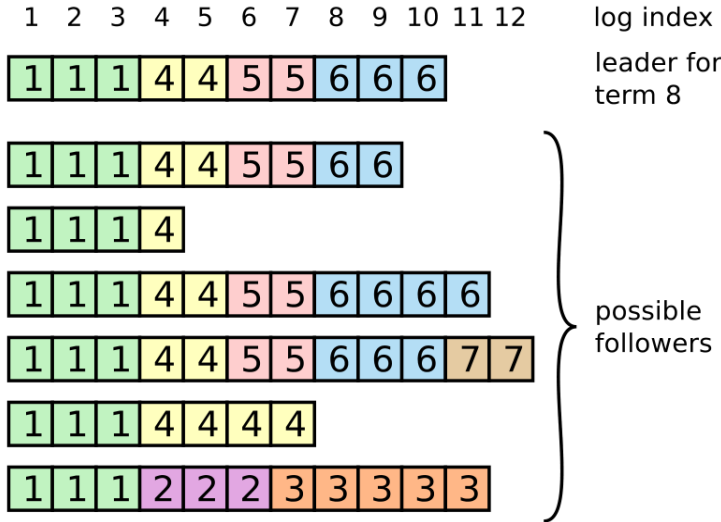 1 2 3 4 5 6 7 8 9 10 11 12 log index
1 1 1 4 4 5 5 6 6 6 leader for
term 8
1 1 1 4 4 5 5 6 6
1 1 1 4
1 1 1 4 4 5 5 6 6 6 6
possible
followers
1 1 1 4 4 5 5 6 6 6 7 7
1 1 1 4 4 4 4
1 1 1 2 2 2 3 3 3 3 3